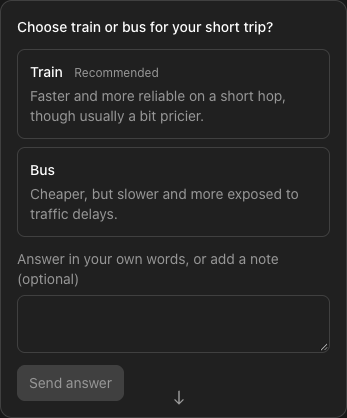 Choose train or bus for your short trip?
Train Recommended
Faster and more reliable on a short hop,
though usually a bit pricier.
Bus
Cheaper, but slower and more exposed to
traffic delays.
Answer in your own words, or add a note
(optional)
Send answer